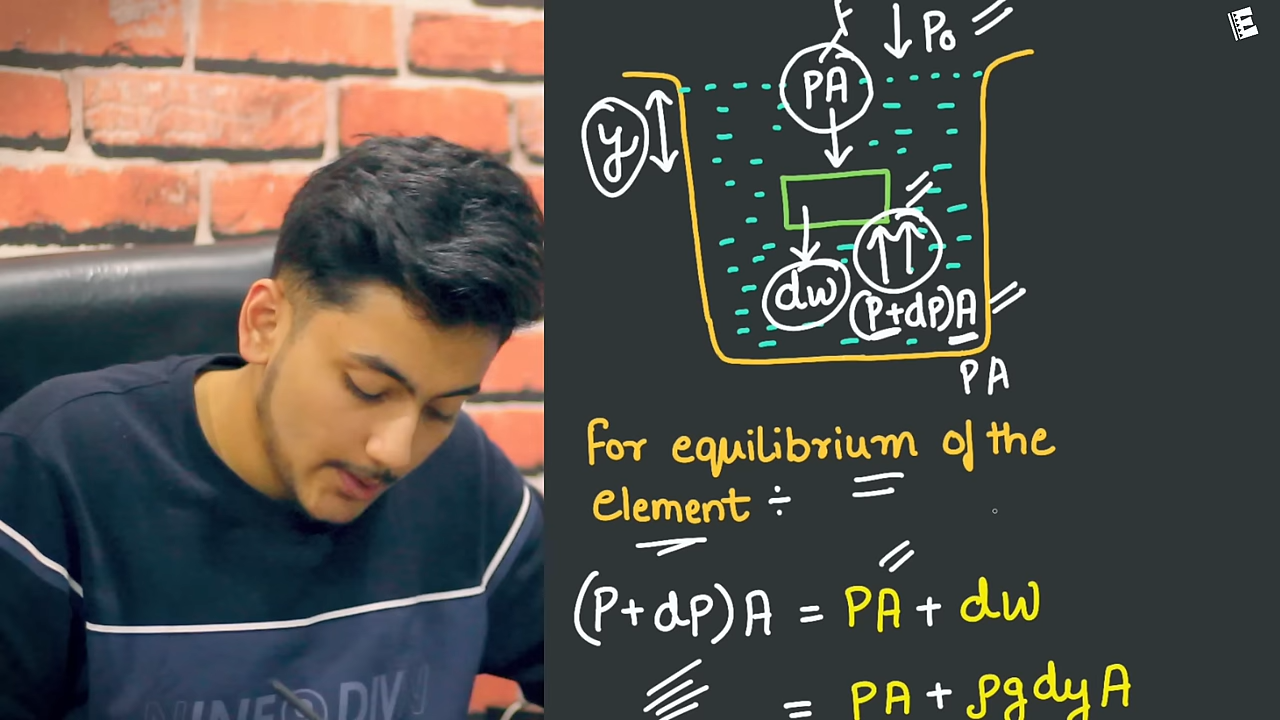 P₀
PA
y
dw
(P+dP)A
PA
For equilibrium of the
Element ÷
(P+dP)A = PA + dw
= PA + ρgdyA